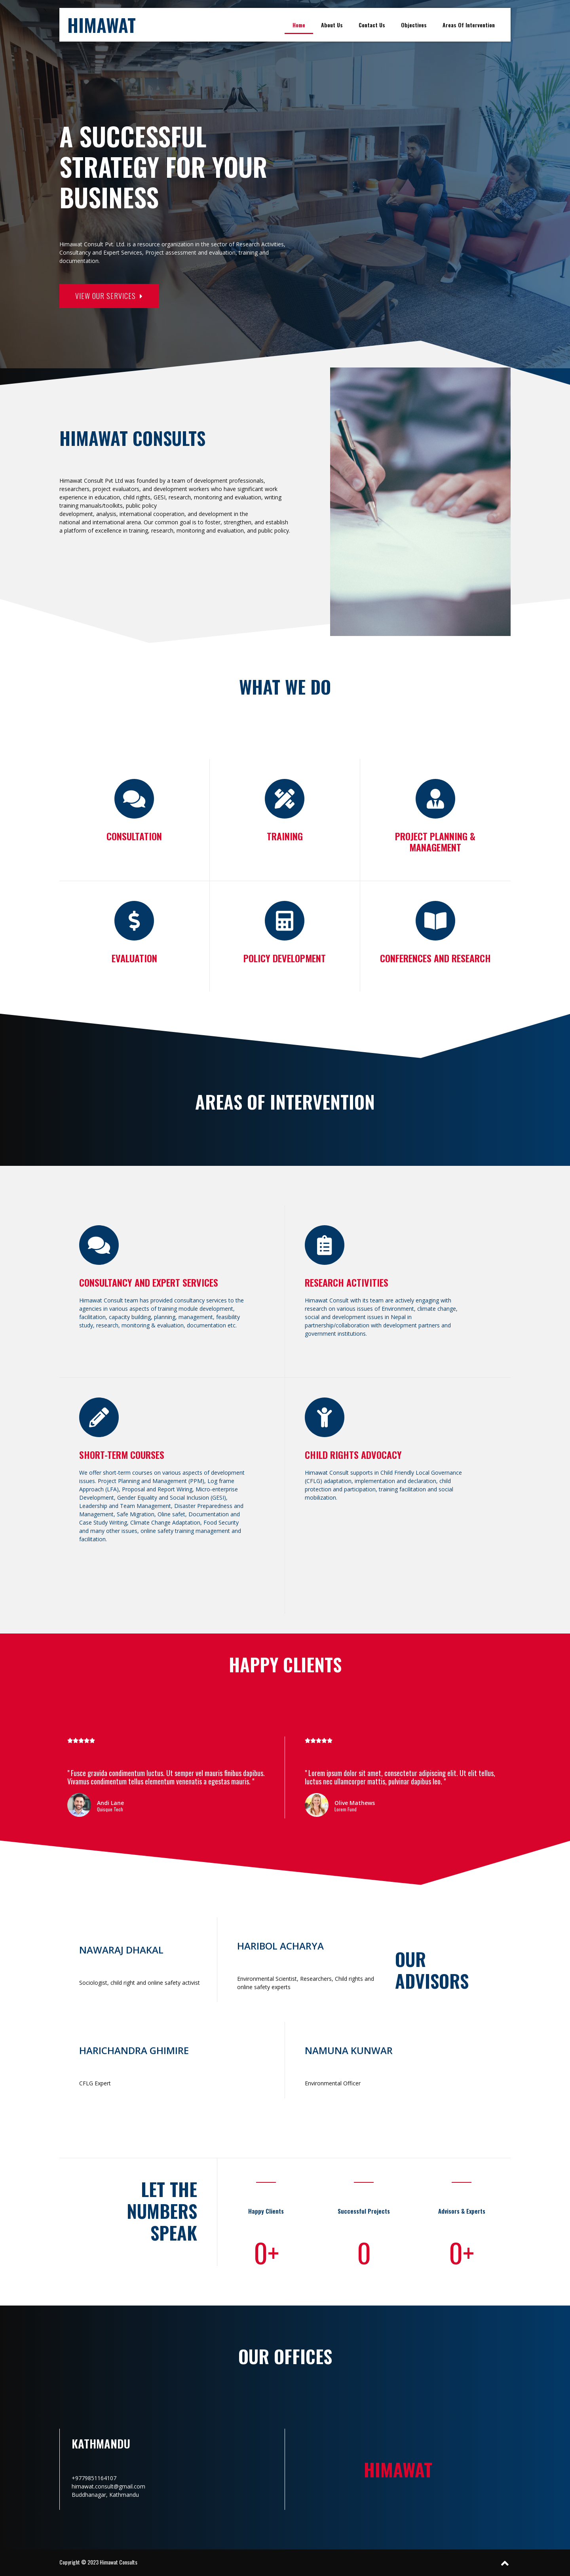 HIMAWAT
Home
About Us
Contact Us
Objectives
Areas Of Intervention
A SUCCESSFUL
STRATEGY FOR YOUR
BUSINESS
Himawat Consult Pvt. Ltd. is a resource organization in the sector of Research Activities,
Consultancy and Expert Services, Project assessment and evaluation, training and
documentation.
VIEW OUR SERVICES
HIMAWAT CONSULTS
Himawat Consult Pvt Ltd was founded by a team of development professionals,
researchers, project evaluators, and development workers who have significant work
experience in education, child rights, GESI, research, monitoring and evaluation, writing
training manuals/toolkits, public policy
development, analysis, international cooperation, and development in the
national and international arena. Our common goal is to foster, strengthen, and establish
a platform of excellence in training, research, monitoring and evaluation, and public policy.
WHAT WE DO
CONSULTATION
TRAINING
PROJECT PLANNING &
MANAGEMENT
EVALUATION
POLICY DEVELOPMENT
CONFERENCES AND RESEARCH
AREAS OF INTERVENTION
CONSULTANCY AND EXPERT SERVICES
Himawat Consult team has provided consultancy services to the
agencies in various aspects of training module development,
facilitation, capacity building, planning, management, feasibility
study, research, monitoring & evaluation, documentation etc.
RESEARCH ACTIVITIES
Himawat Consult with its team are actively engaging with
research on various issues of Environment, climate change,
social and development issues in Nepal in
partnership/collaboration with development partners and
government institutions.
SHORT-TERM COURSES
We offer short-term courses on various aspects of development
issues. Project Planning and Management (PPM), Log frame
Approach (LFA), Proposal and Report Wiring, Micro-enterprise
Development, Gender Equality and Social Inclusion (GESI),
Leadership and Team Management, Disaster Preparedness and
Management, Safe Migration, Oline safet, Documentation and
Case Study Writing, Climate Change Adaptation, Food Security
and many other issues, online safety training management and
facilitation.
CHILD RIGHTS ADVOCACY
Himawat Consult supports in Child Friendly Local Governance
(CFLG) adaptation, implementation and declaration, child
protection and participation, training facilitation and social
mobilization.
HAPPY CLIENTS
" Fusce gravida condimentum luctus. Ut semper vel mauris finibus dapibus.
Vivamus condimentum tellus elementum venenatis a egestas mauris. "
Andi Lane
Quisque Tech
" Lorem ipsum dolor sit amet, consectetur adipiscing elit. Ut elit tellus,
luctus nec ullamcorper mattis, pulvinar dapibus leo. "
Olive Mathews
Lorem Fund
NAWARAJ DHAKAL
Sociologist, child right and online safety activist
HARIBOL ACHARYA
Environmental Scientist, Researchers, Child rights and
online safety experts
OUR
ADVISORS
HARICHANDRA GHIMIRE
CFLG Expert
NAMUNA KUNWAR
Environmental Officer
LET THE
NUMBERS
SPEAK
Happy Clients
0+
Successful Projects
0
Advisors & Experts
0+
OUR OFFICES
KATHMANDU
+9779851164107
himawat.consult@gmail.com
Buddhanagar, Kathmandu
HIMAWAT
Copyright © 2023 Himawat Consults